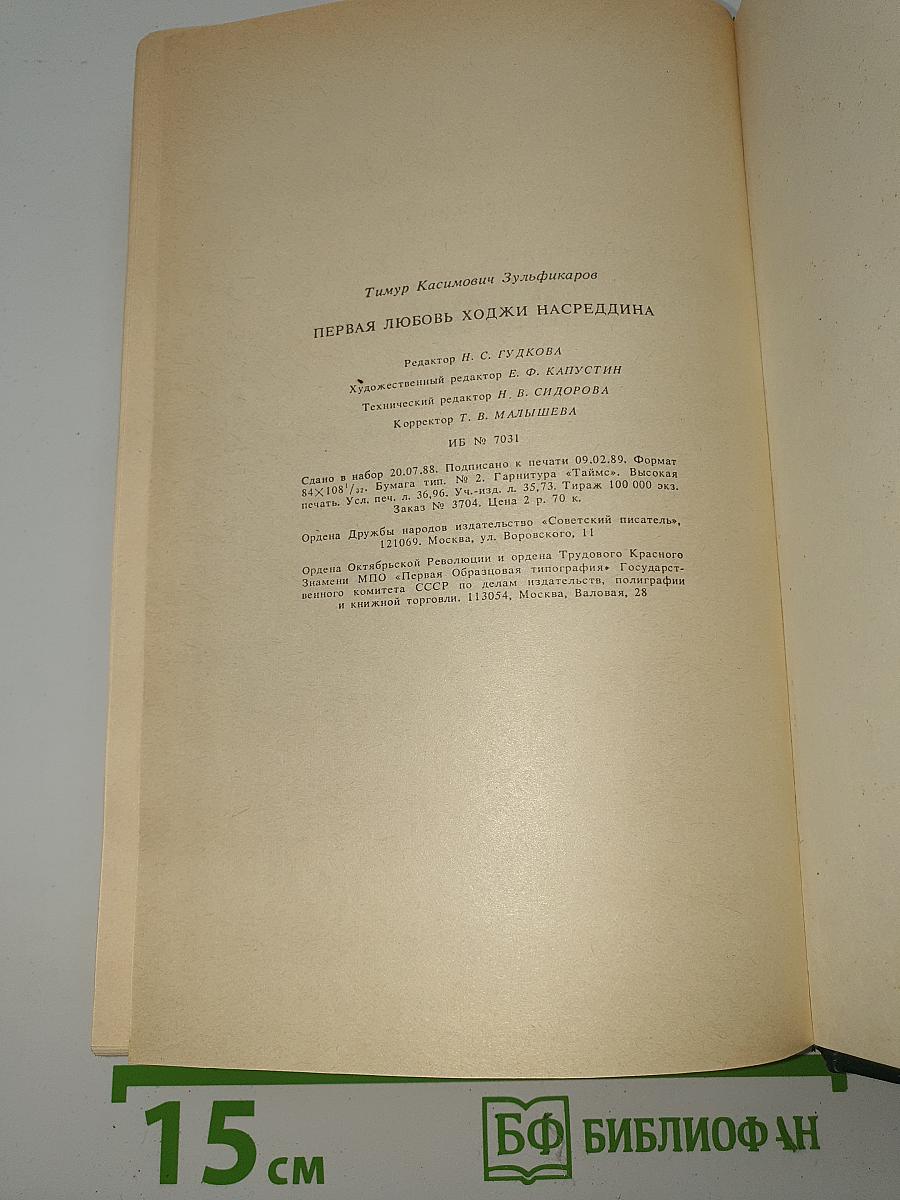 Тимур Касимович Зульфикаров
ПЕРВАЯ ЛЮБОВЬ ХОДЖИ НАСРЕДДИНА
Редактор Н. С. ГУДКОВА
Художественный редактор Е. Ф. КАПУСТИН
Технический редактор Н. В. СИДОРОВА
Корректор Т. В. МАЛЫШЕВА
ИБ № 7031
Сдано в набор 20.07.88. Подписано к печати 09.02.89. Формат
84×108¹/₃₂. Бумага тип. № 2. Гарнитура «Таймс». Высокая
печать. Усл. печ. л. 36,96. Уч.-изд. л. 35,73. Тираж 100 000 экз.
Заказ № 3704. Цена 2 р. 70 к.
Ордена Дружбы народов издательство «Советский писатель»,
121069. Москва, ул. Воровского, 11
Ордена Октябрьской Революции и ордена Трудового Красного
Знамени МПО «Первая Образцовая типография» Государст-
венного комитета СССР по делам издательств, полиграфии
и книжной торговли. 113054, Москва, Валовая, 28
15 см
БФ БИБЛИОФАН